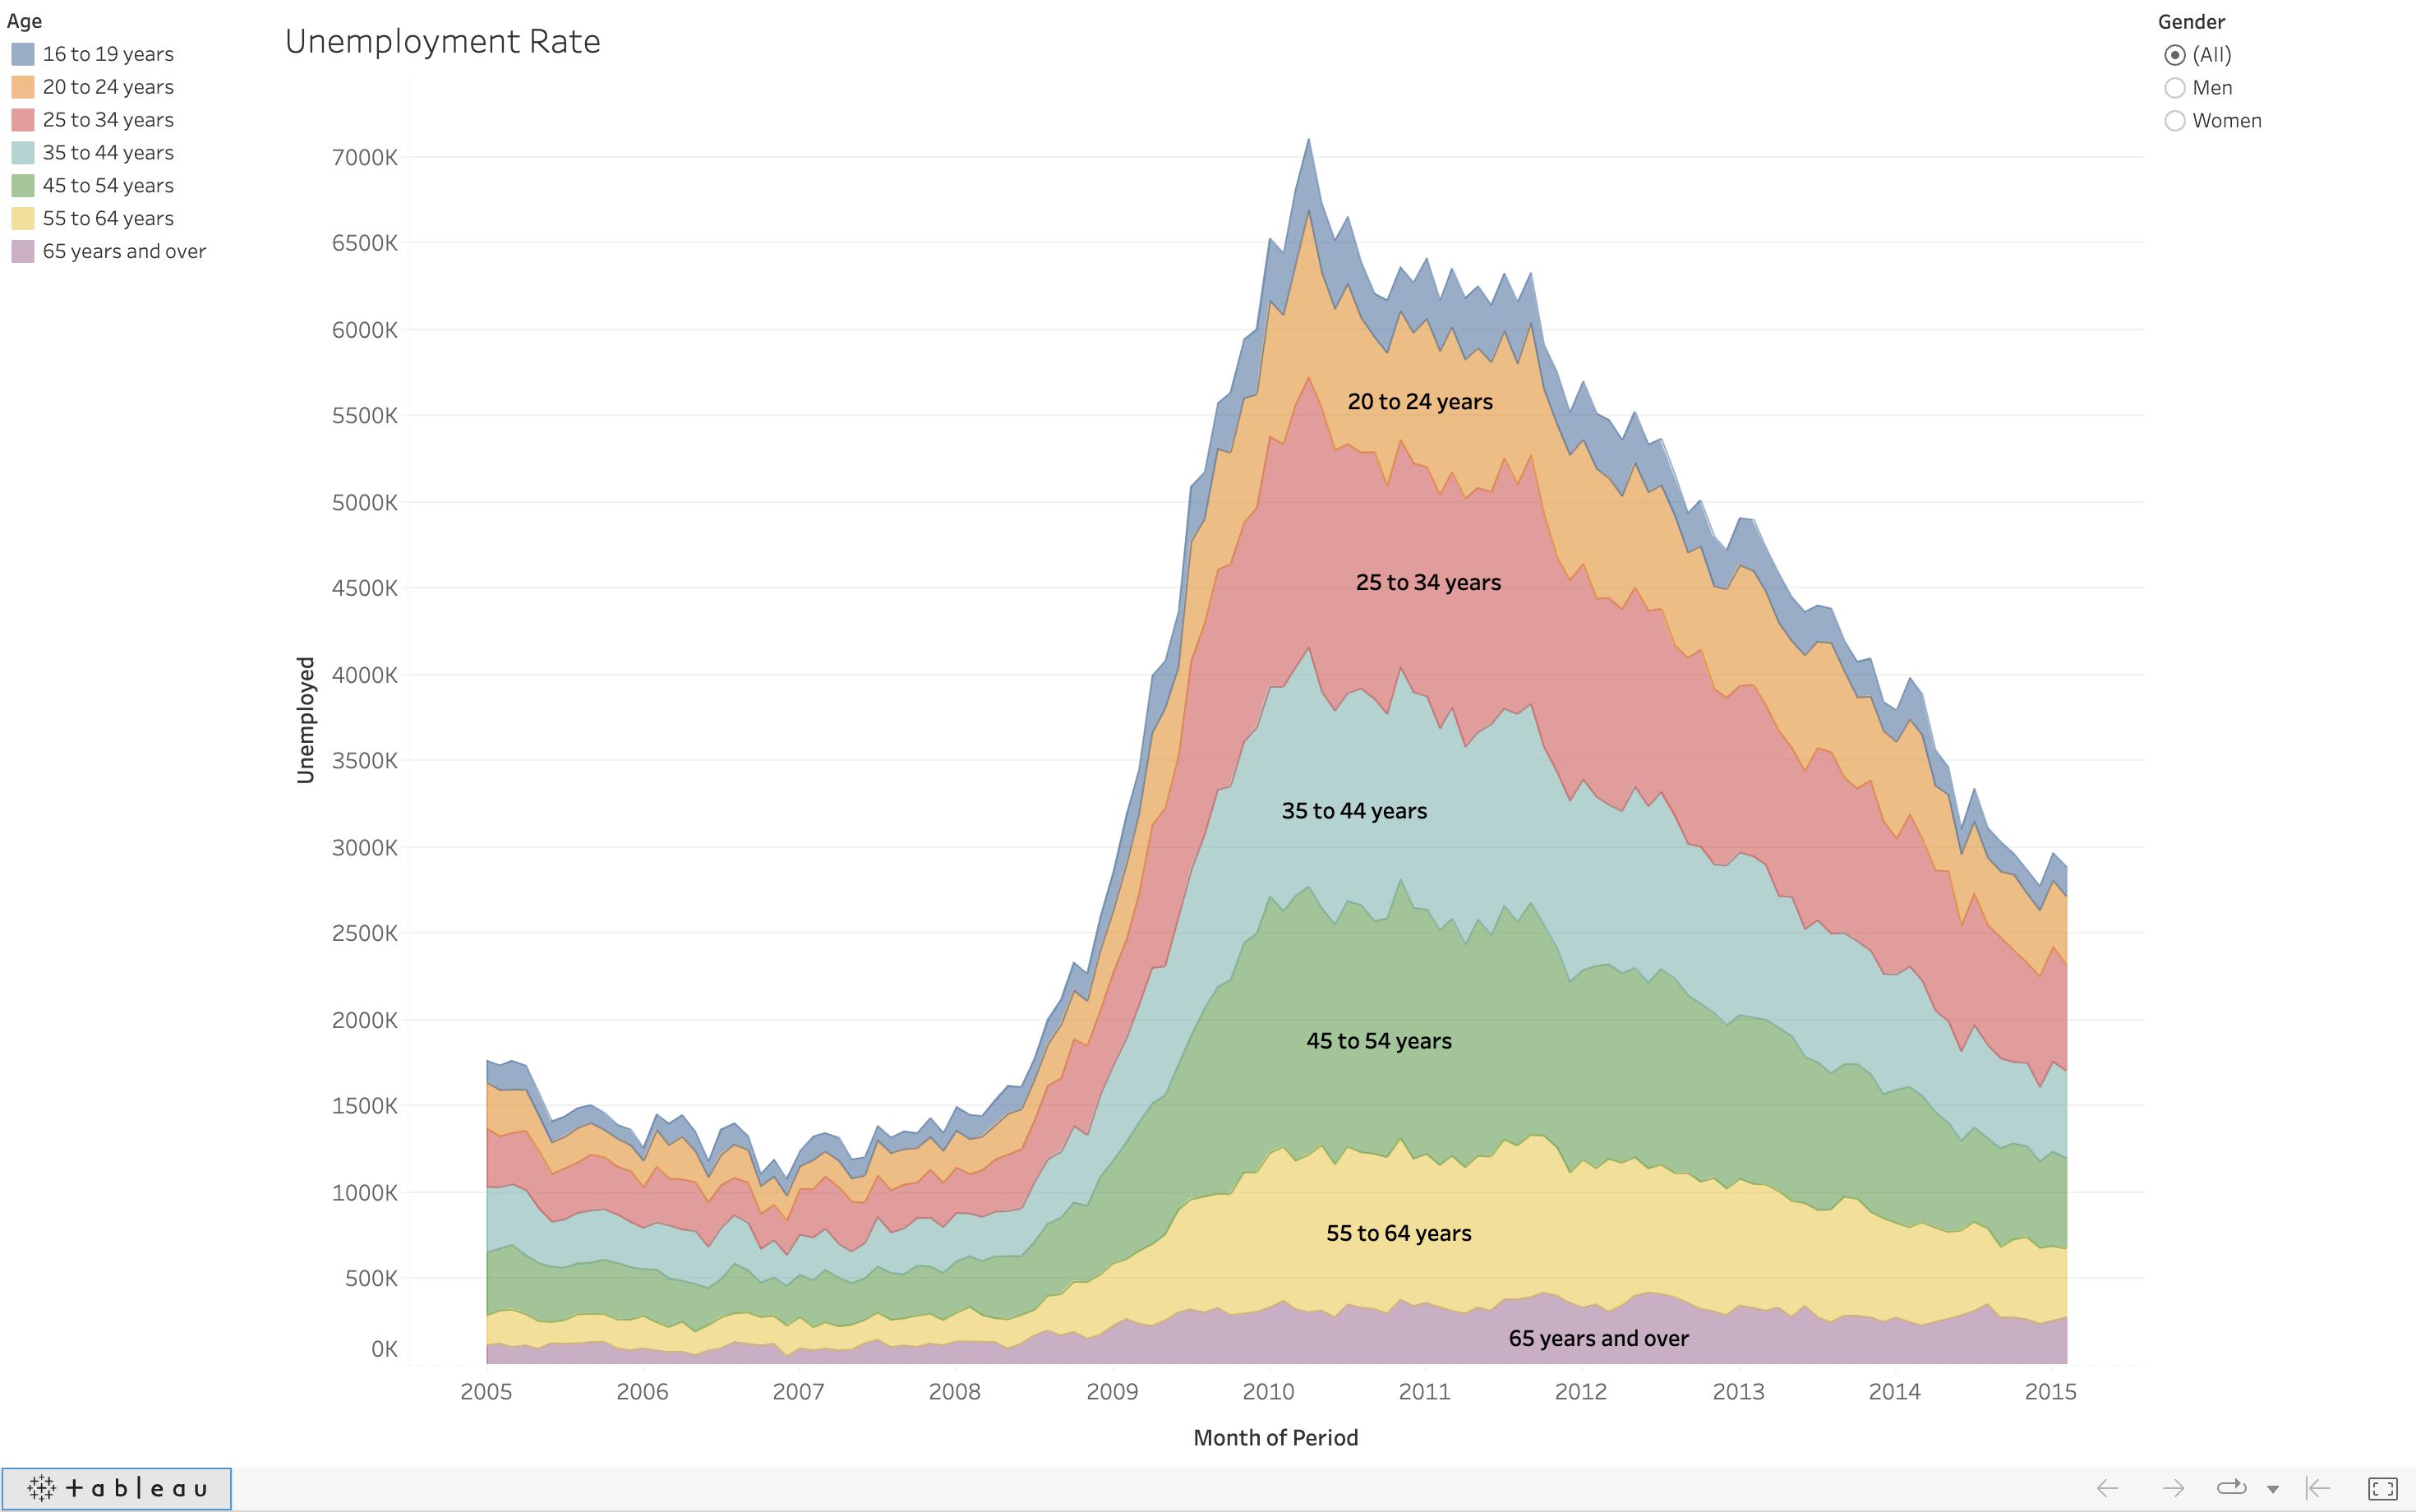 Age
16 to 19 years
20 to 24 years
25 to 34 years
35 to 44 years
45 to 54 years
55 to 64 years
65 years and over
Unemployment Rate
Gender
(All)
Men
Women
7000K
6500K
6000K
5500K
5000K
4500K
4000K
3500K
3000K
2500K
2000K
1500K
1000K
500K
0K
Unemployed
20 to 24 years
25 to 34 years
35 to 44 years
45 to 54 years
55 to 64 years
65 years and over
2005 2006 2007 2008 2009 2010 2011 2012 2013 2014 2015
Month of Period
+ableau